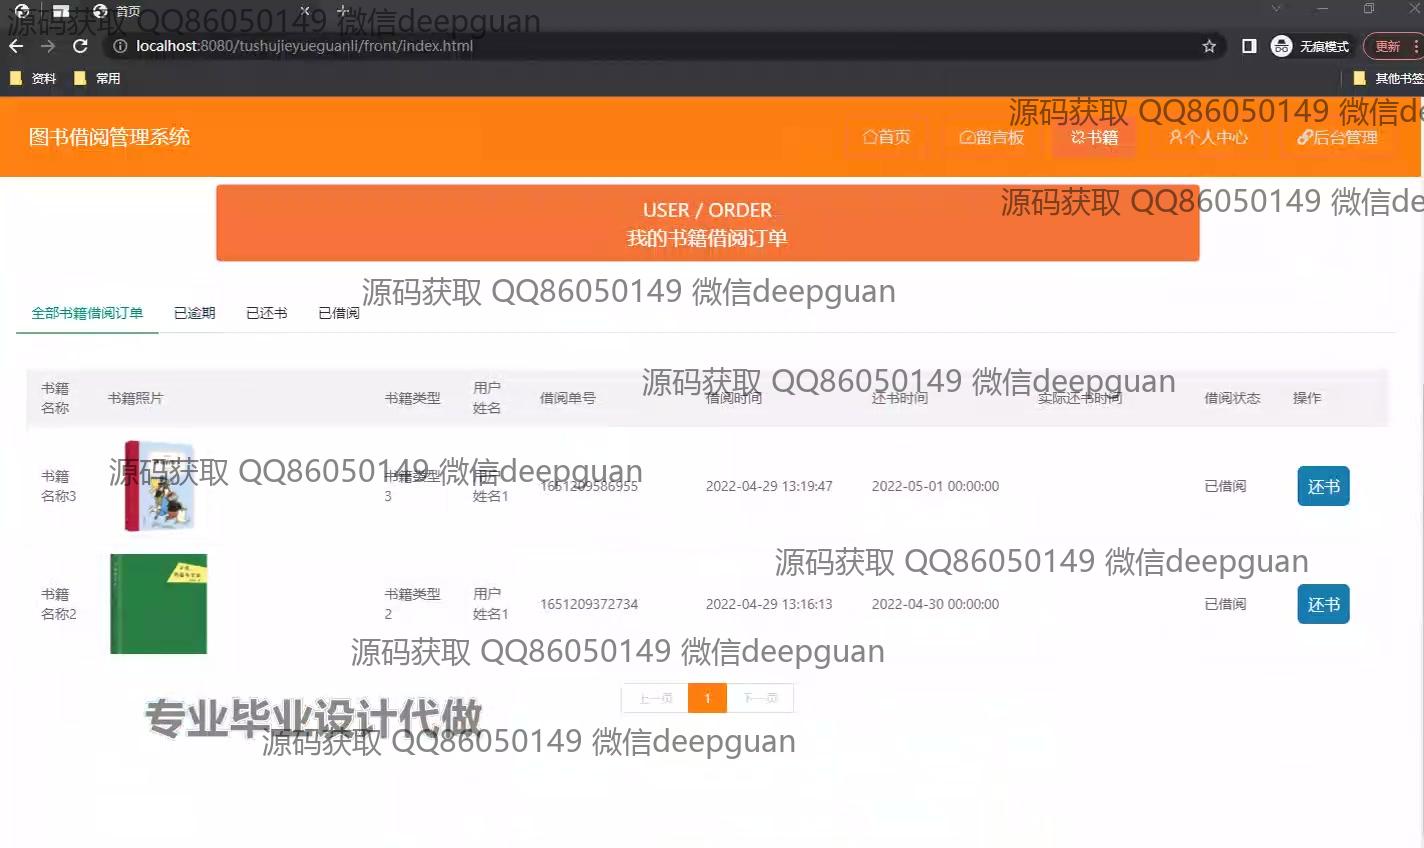 首页
源码获取 QQ86050149 微信deepguan
localhost:8080/tushujieyueguanli/front/index.html
无痕模式
更新
资料
常用
其他书签
源码获取 QQ86050149 微信de
图书借阅管理系统
首页
留言板
书籍
个人中心
后台管理
源码获取 QQ86050149 微信de
USER / ORDER
我的书籍借阅订单
源码获取 QQ86050149 微信deepguan
全部书籍借阅订单
已逾期
已还书
已借阅
源码获取 QQ86050149 微信deepguan
书籍名称
书籍照片
书籍类型
用户姓名
借阅单号
借阅时间
还书时间
实际还书时间
借阅状态
操作
源码获取 QQ86050149 微信deepguan
书籍名称3
书籍类型3
用户姓名1
1651209586955
2022-04-29 13:19:47
2022-05-01 00:00:00
已借阅
还书
源码获取 QQ86050149 微信deepguan
书籍名称2
书籍类型2
用户姓名1
1651209372734
2022-04-29 13:16:13
2022-04-30 00:00:00
已借阅
还书
源码获取 QQ86050149 微信deepguan
上一页
1
下一页
专业毕业设计代做
源码获取 QQ86050149 微信deepguan